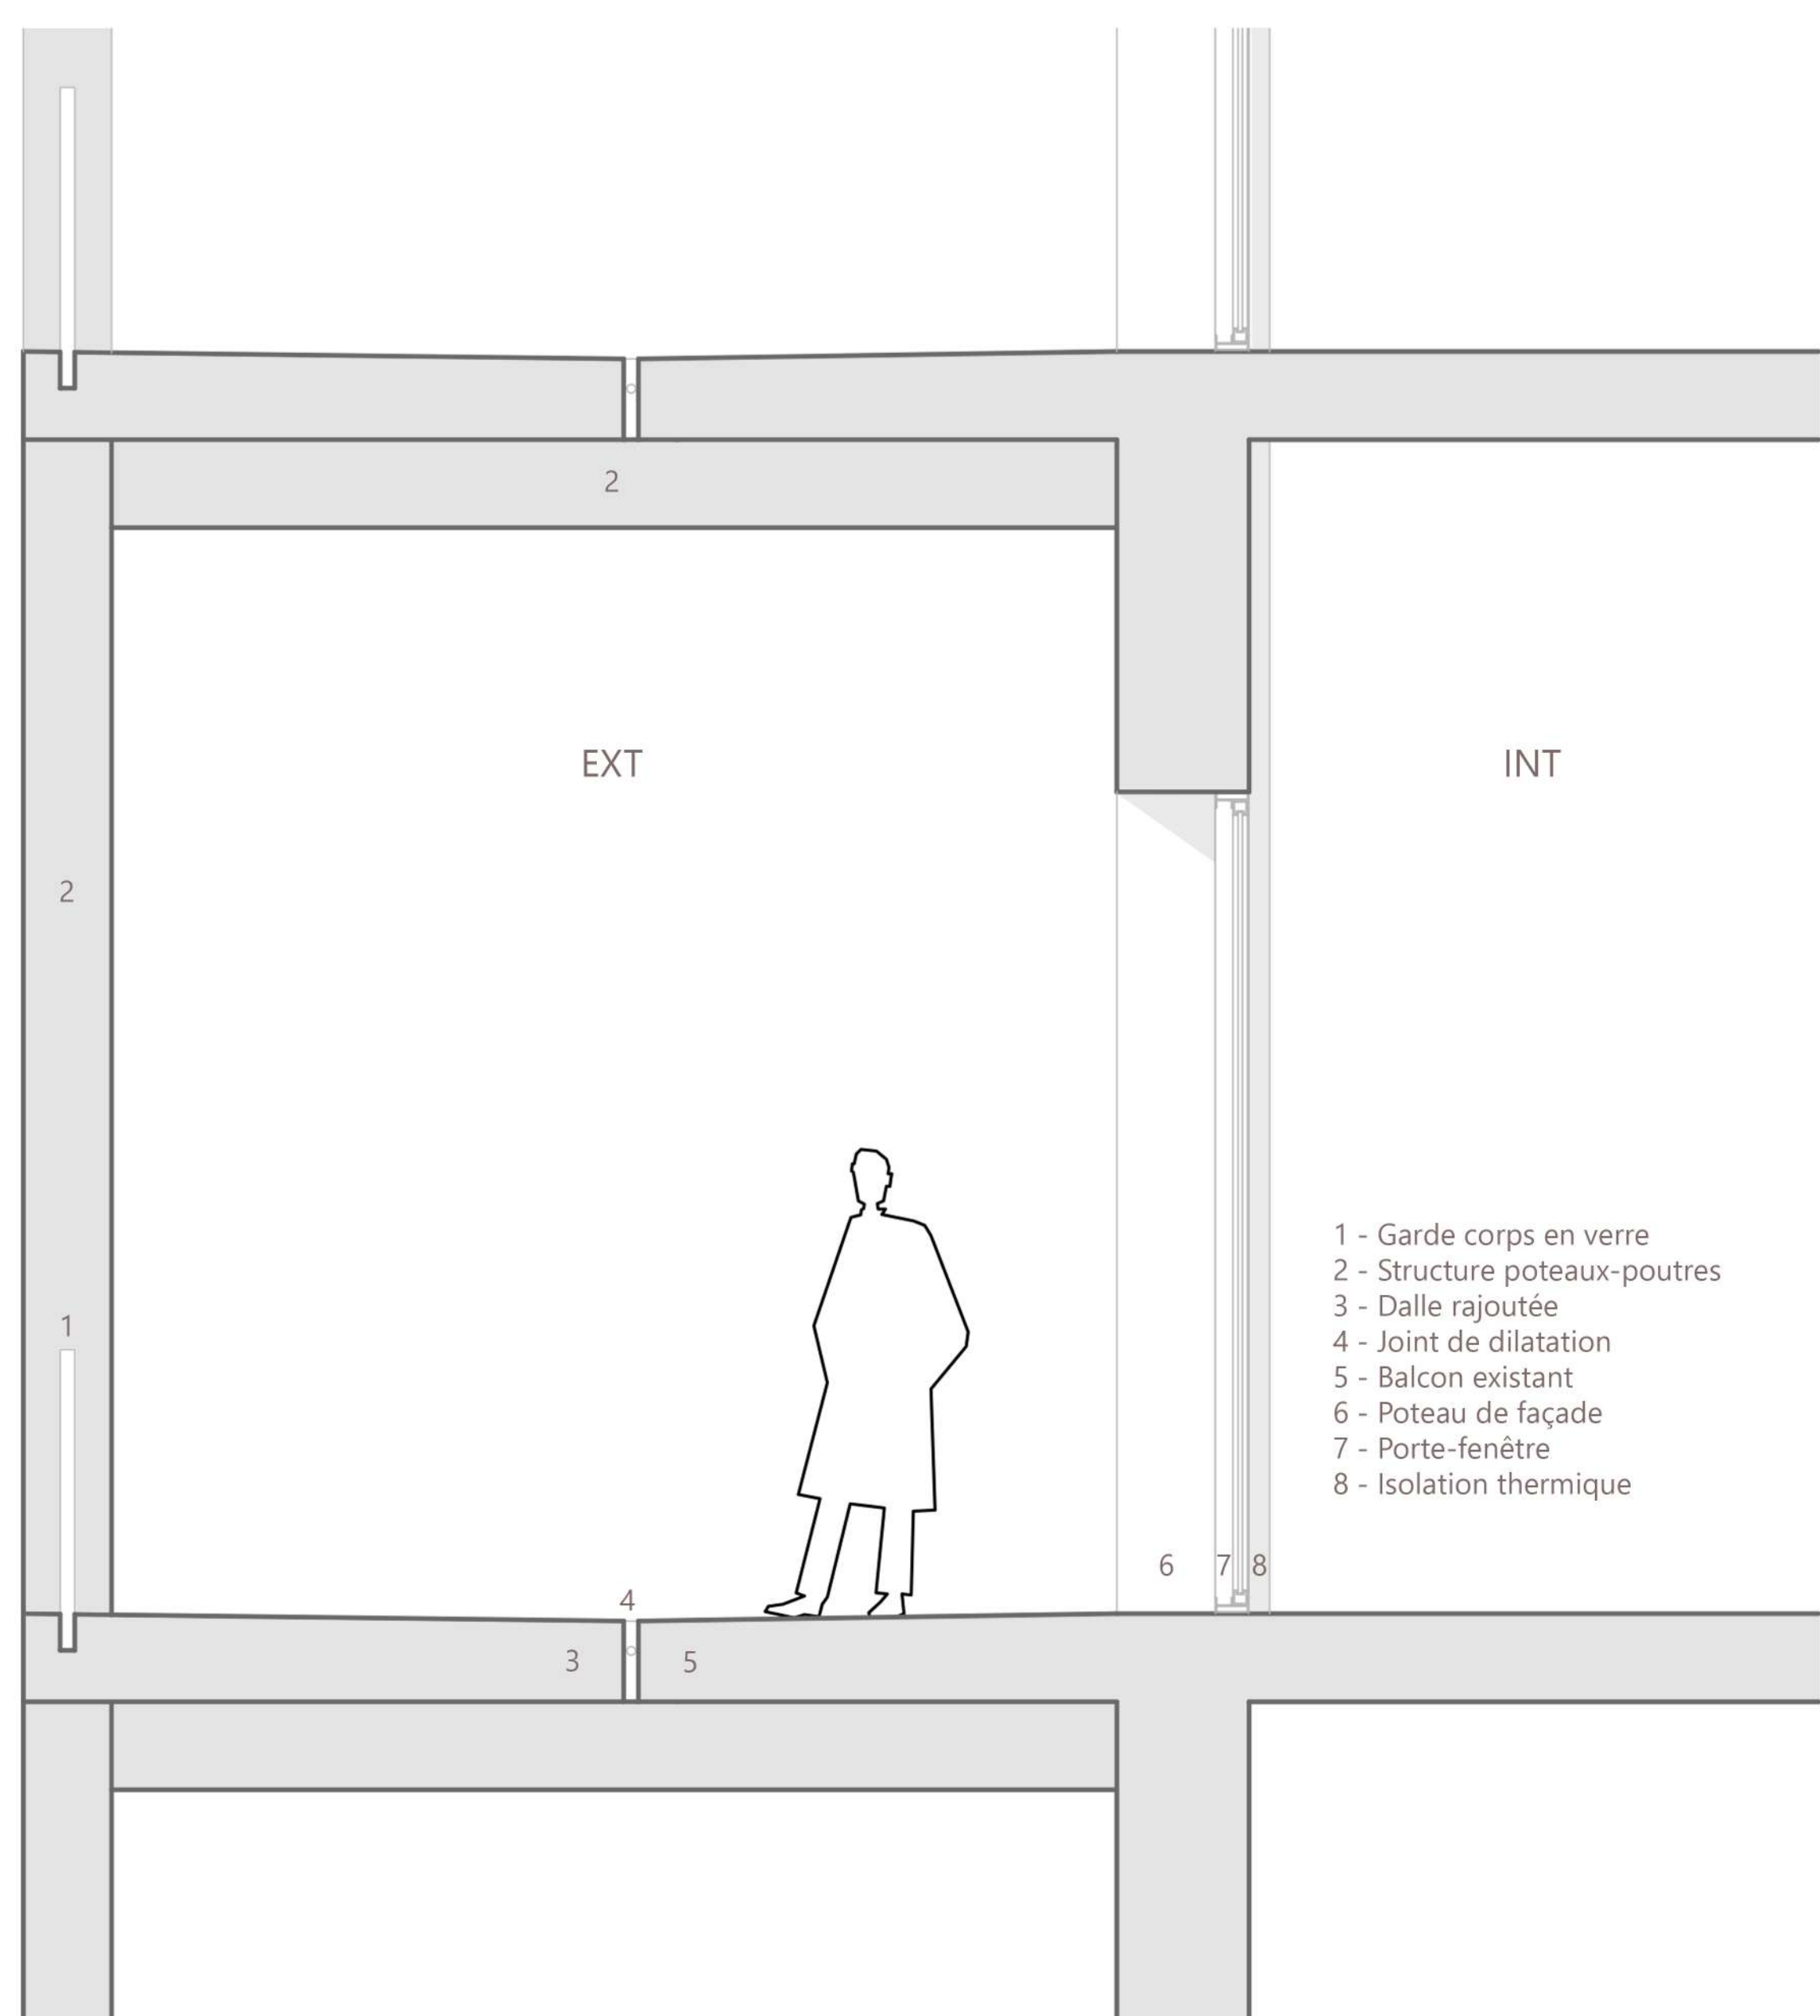 2
EXT
INT
2
1
1 - Garde corps en verre
2 - Structure poteaux-poutres
3 - Dalle rajoutée
4 - Joint de dilatation
5 - Balcon existant
6 - Poteau de façade
7 - Porte-fenêtre
8 - Isolation thermique
6 7 8
4
3 5